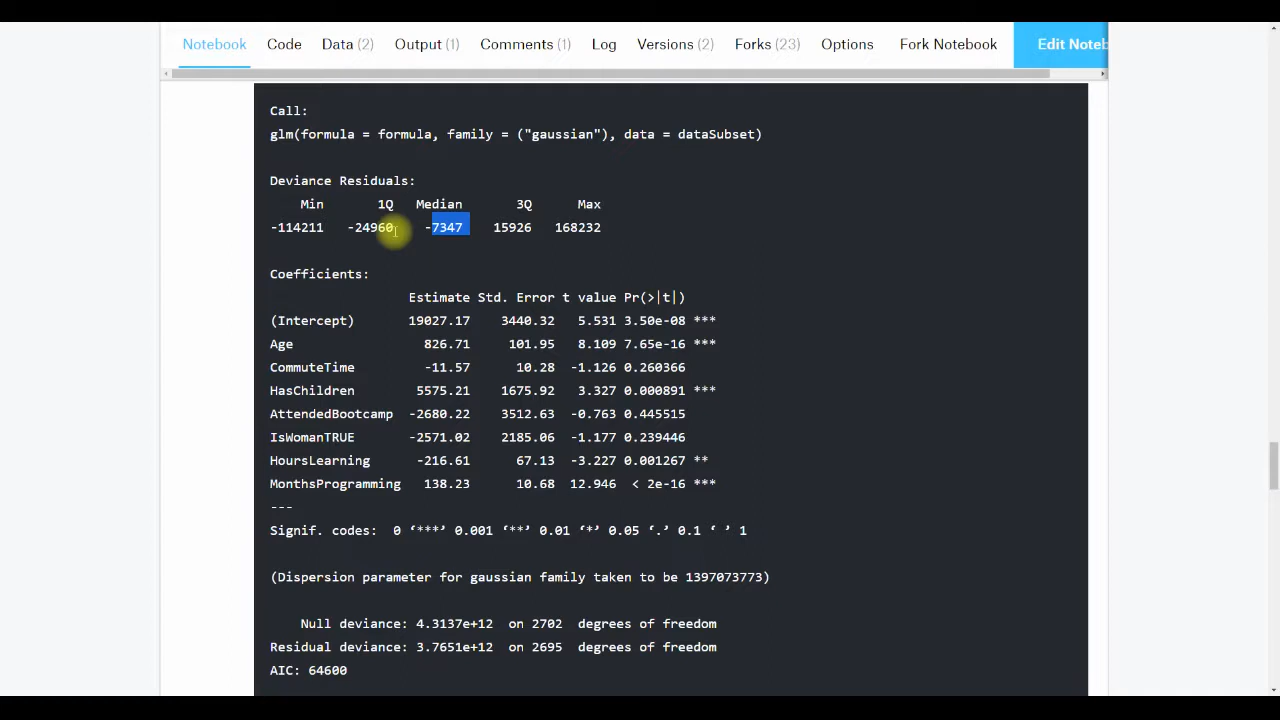 Notebook Code Data (2) Output (1) Comments (1) Log Versions (2) Forks (23) Options Fork Notebook Edit Noteb
Call:
glm(formula = formula, family = ("gaussian"), data = dataSubset)
Deviance Residuals:
Min 1Q Median 3Q Max
-114211 -24960 -7347 15926 168232
Coefficients:
Estimate Std. Error t value Pr(>|t|)
(Intercept) 19027.17 3440.32 5.531 3.50e-08 ***
Age 826.71 101.95 8.109 7.65e-16 ***
CommuteTime -11.57 10.28 -1.126 0.260366
HasChildren 5575.21 1675.92 3.327 0.000891 ***
AttendedBootcamp -2680.22 3512.63 -0.763 0.445515
IsWomanTRUE -2571.02 2185.06 -1.177 0.239446
HoursLearning -216.61 67.13 -3.227 0.001267 **
MonthsProgramming 138.23 10.68 12.946 < 2e-16 ***
---
Signif. codes: 0 ‘***’ 0.001 ‘**’ 0.01 ‘*’ 0.05 ‘.’ 0.1 ‘ ’ 1
(Dispersion parameter for gaussian family taken to be 1397073773)
Null deviance: 4.3137e+12 on 2702 degrees of freedom
Residual deviance: 3.7651e+12 on 2695 degrees of freedom
AIC: 64600